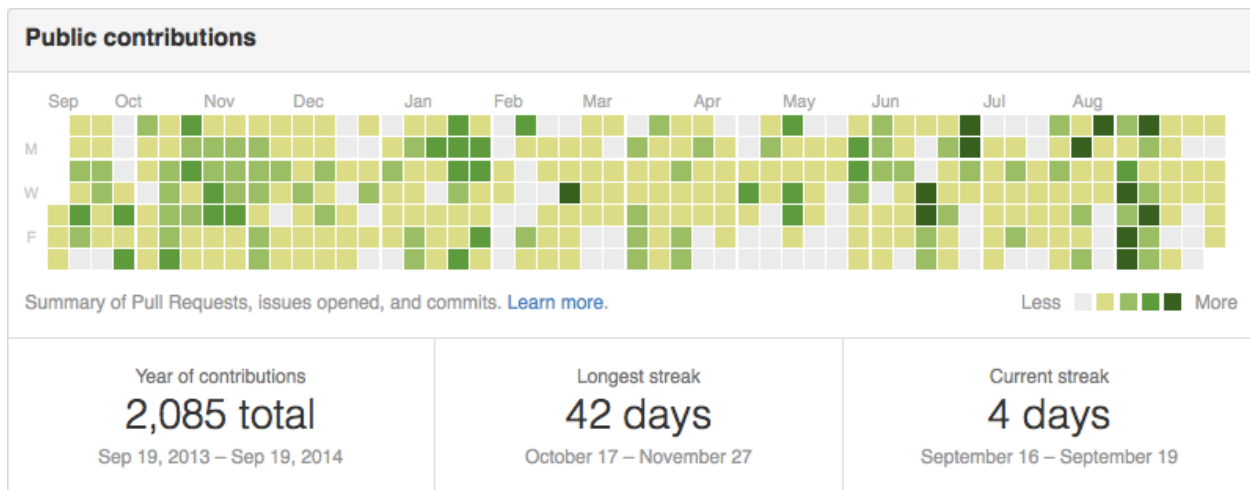 Public contributions
Sep Oct Nov Dec Jan Feb Mar Apr May Jun Jul Aug
M
W
F
Summary of Pull Requests, issues opened, and commits. Learn more.
Less More
Year of contributions
2,085 total
Sep 19, 2013 – Sep 19, 2014
Longest streak
42 days
October 17 – November 27
Current streak
4 days
September 16 – September 19